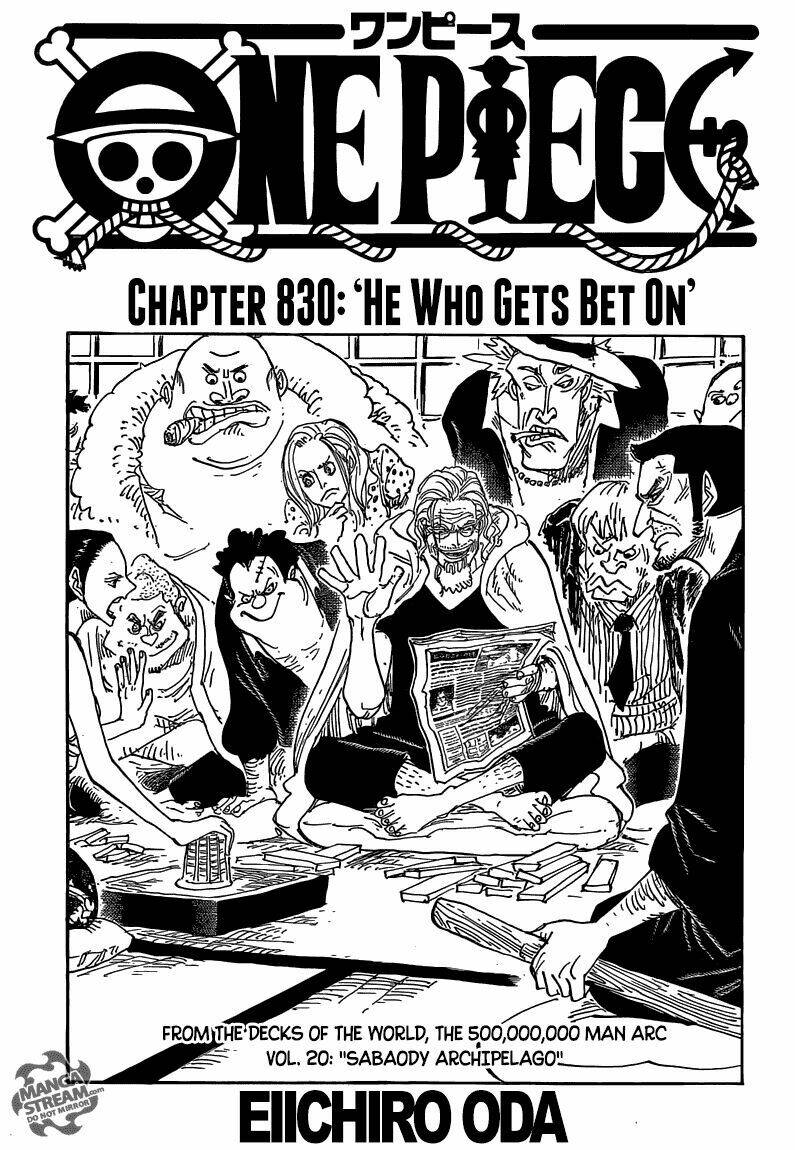 ワンピース
ONE PIECE
CHAPTER 830: ‘HE WHO GETS BET ON’
FROM THE DECKS OF THE WORLD, THE 500,000,000 MAN ARC
VOL. 20: "SABAODY ARCHIPELAGO"
MANGA
STREAM.com
DO NOT MIRROR
EIICHIRO ODA